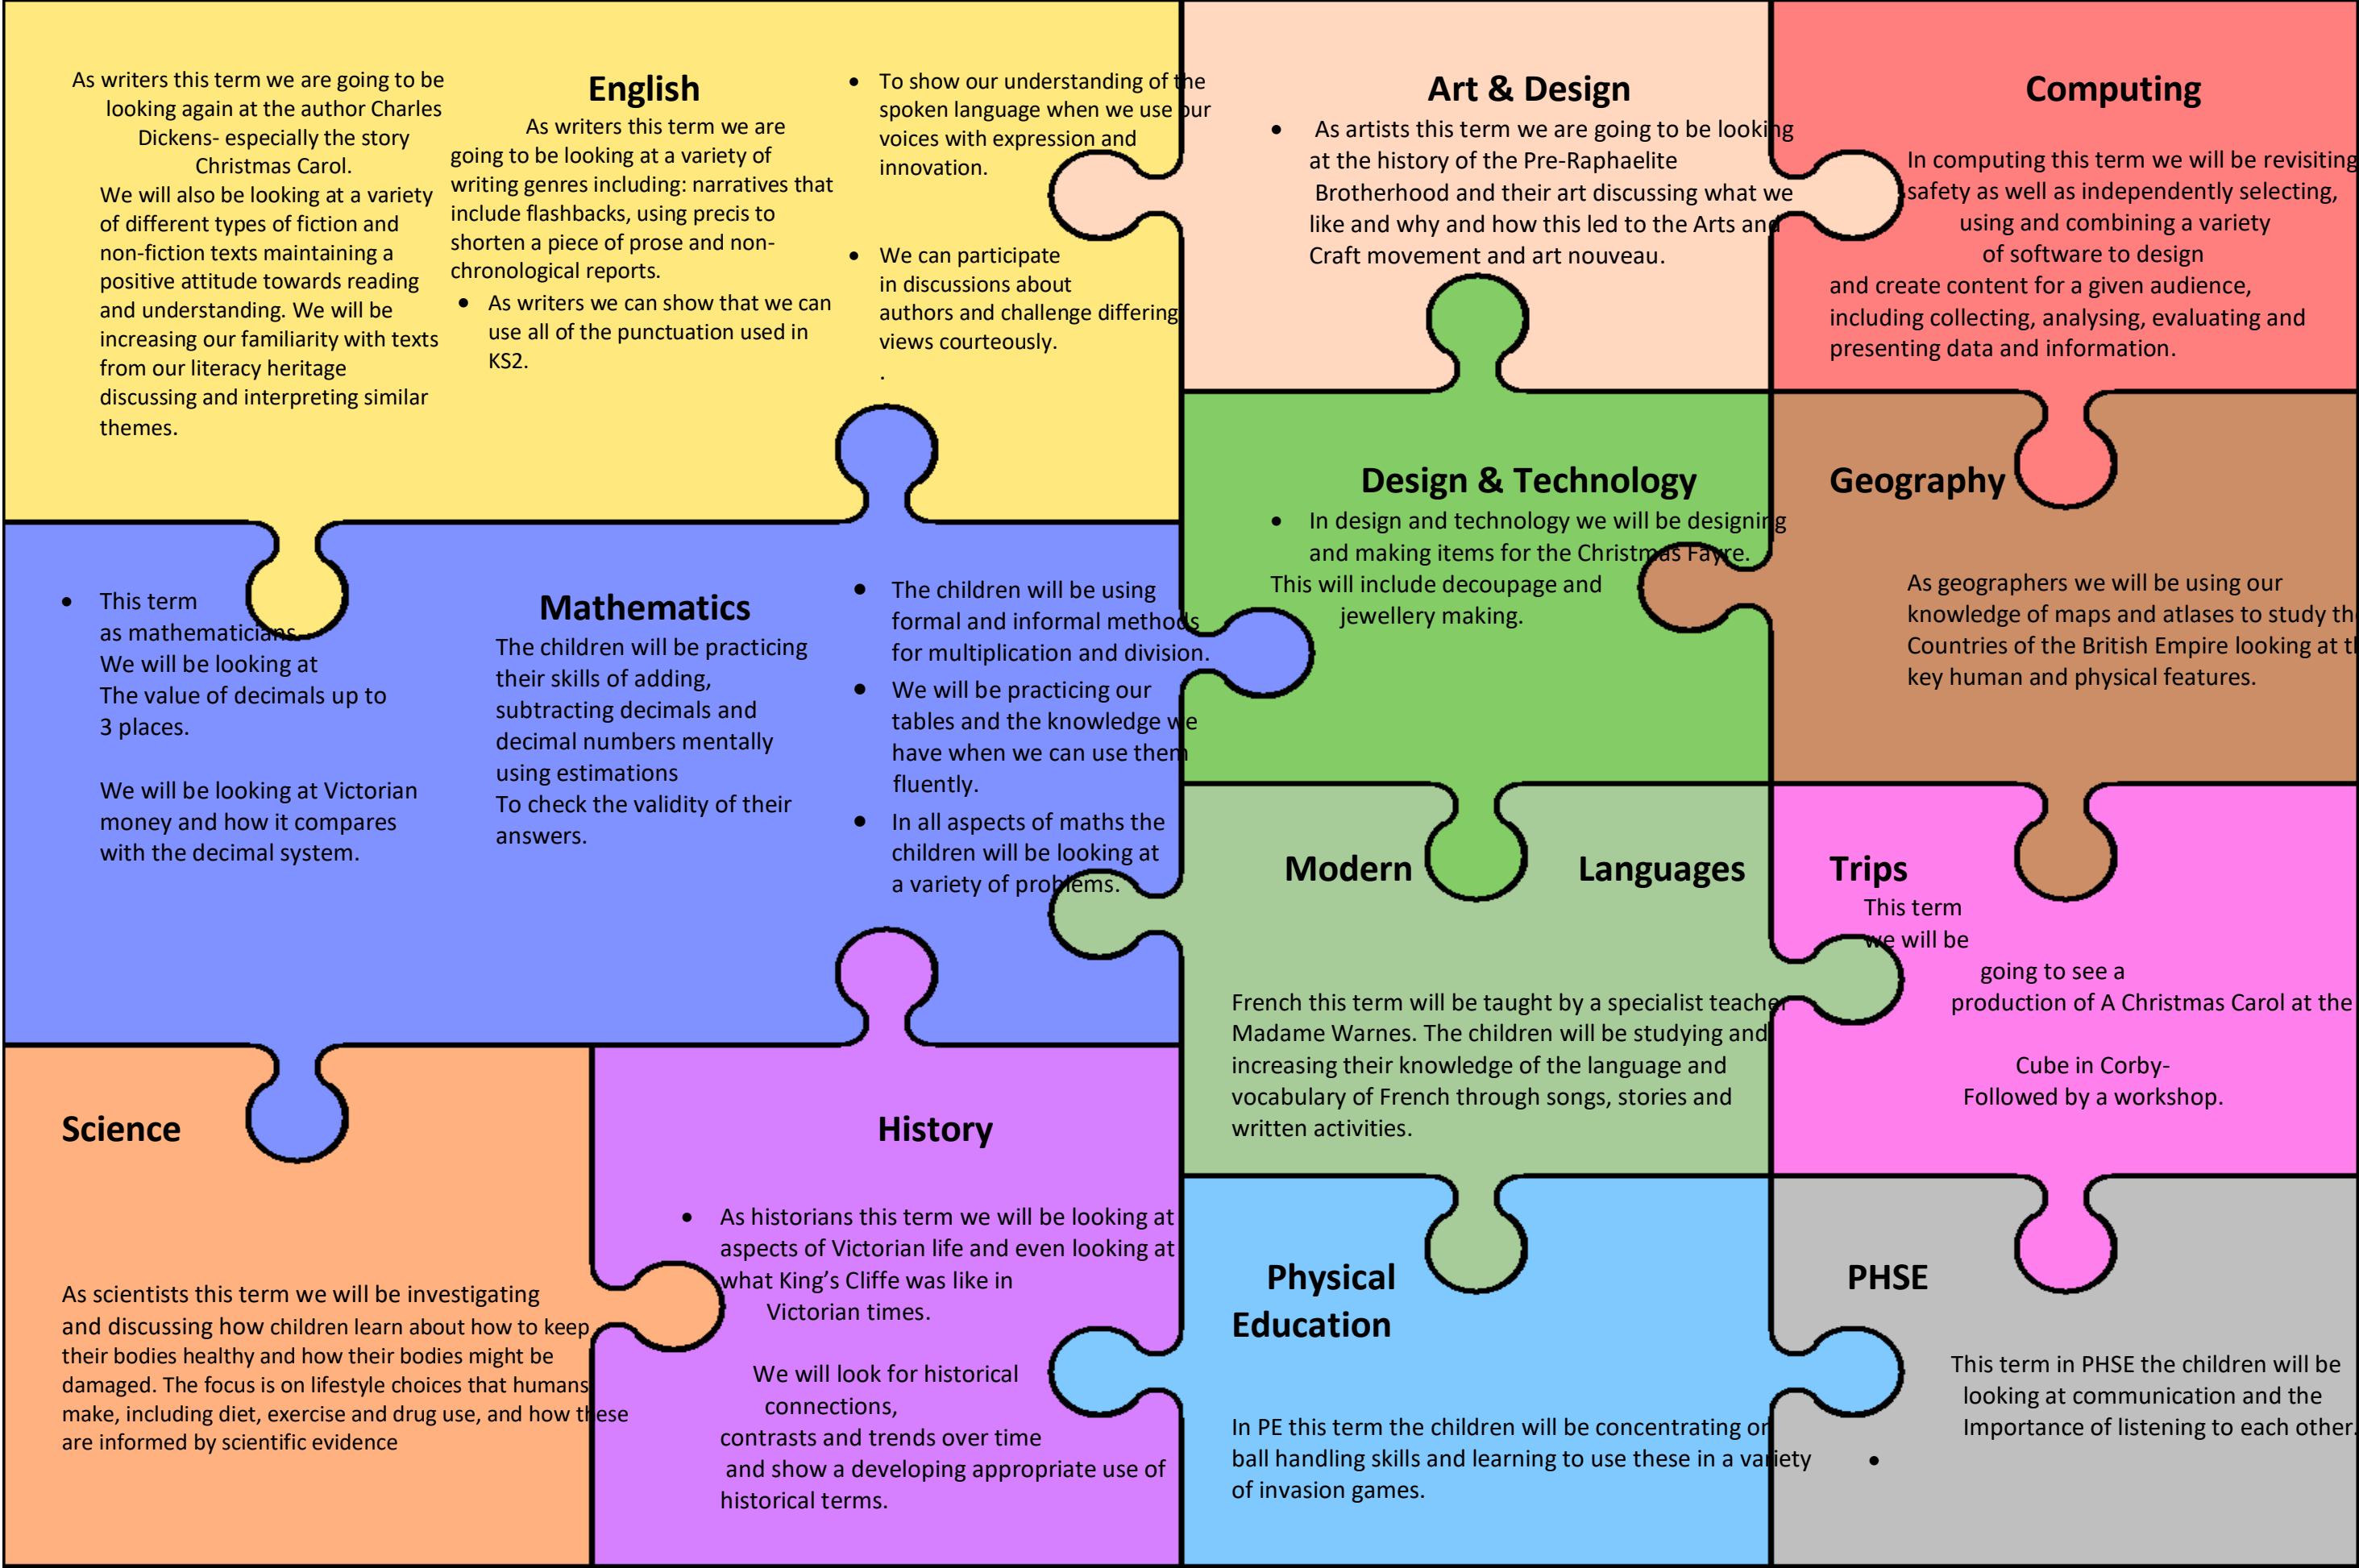 As writers this term we are going to be
looking again at the author Charles
Dickens- especially the story
Christmas Carol.
We will also be looking at a variety
of different types of fiction and
non-fiction texts maintaining a
positive attitude towards reading
and understanding. We will be
increasing our familiarity with texts
from our literacy heritage
discussing and interpreting similar
themes.
English
As writers this term we are
going to be looking at a variety of
writing genres including: narratives that
include flashbacks, using precis to
shorten a piece of prose and non-
chronological reports.
• As writers we can show that we can
use all of the punctuation used in
KS2.
• To show our understanding of the
spoken language when we use our
voices with expression and
innovation.
• We can participate
in discussions about
authors and challenge differing
views courteously.
.
Art & Design
• As artists this term we are going to be looking
at the history of the Pre-Raphaelite
Brotherhood and their art discussing what we
like and why and how this led to the Arts and
Craft movement and art nouveau.
Computing
In computing this term we will be revisiting
safety as well as independently selecting,
using and combining a variety
of software to design
and create content for a given audience,
including collecting, analysing, evaluating and
presenting data and information.
• This term
as mathematicians
We will be looking at
The value of decimals up to
3 places.
We will be looking at Victorian
money and how it compares
with the decimal system.
Mathematics
The children will be practicing
their skills of adding,
subtracting decimals and
decimal numbers mentally
using estimations
To check the validity of their
answers.
• The children will be using
formal and informal methods
for multiplication and division.
• We will be practicing our
tables and the knowledge we
have when we can use them
fluently.
• In all aspects of maths the
children will be looking at
a variety of problems.
Design & Technology
• In design and technology we will be designing
and making items for the Christmas Fayre.
This will include decoupage and
jewellery making.
Geography
As geographers we will be using our
knowledge of maps and atlases to study
Countries of the British Empire looking at
key human and physical features.
Modern Languages
French this term will be taught by a specialist teacher
Madame Warnes. The children will be studying and
increasing their knowledge of the language and
vocabulary of French through songs, stories and
written activities.
Trips
This term
we will be
going to see a
production of A Christmas Carol at the
Cube in Corby-
Followed by a workshop.
Science
As scientists this term we will be investigating
and discussing how children learn about how to keep
their bodies healthy and how their bodies might be
damaged. The focus is on lifestyle choices that humans
make, including diet, exercise and drug use, and how these
are informed by scientific evidence
History
• As historians this term we will be looking at
aspects of Victorian life and even looking at
what King's Cliffe was like in
Victorian times.
We will look for historical
connections,
contrasts and trends over time
and show a developing appropriate use of
historical terms.
Physical
Education
In PE this term the children will be concentrating on
ball handling skills and learning to use these in a variety
of invasion games.
PHSE
This term in PHSE the children will be
looking at communication and the
Importance of listening to each other.
•